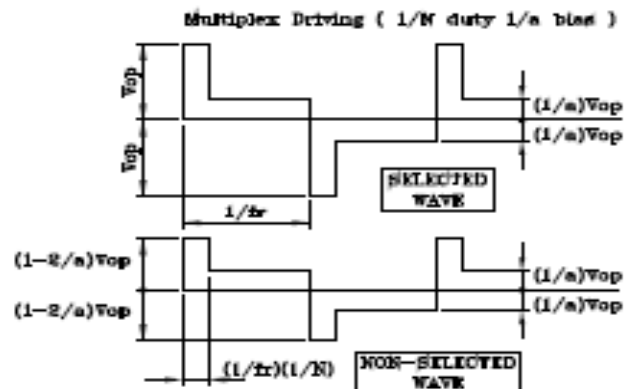 Multiplex Driving ( 1/N duty 1/a bias )
Vop
(1/a)Vop
Vop
(1/a)Vop
SELECTED
WAVE
1/fr
(1-2/a)Vop
(1/a)Vop
(1-2/a)Vop
(1/a)Vop
(1/fr)(1/N)
NON-SELECTED
WAVE